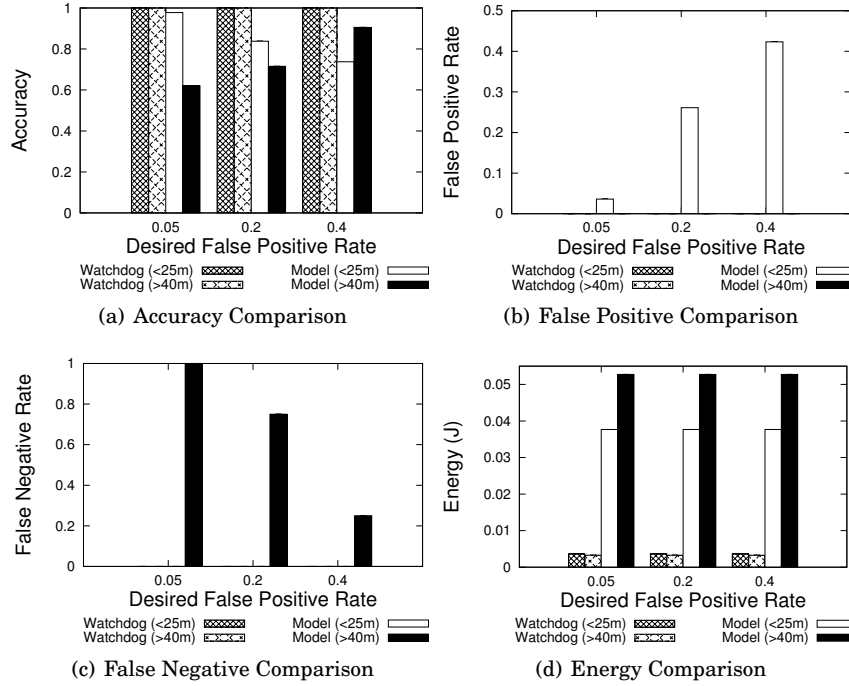 1
0.8
0.6
0.4
0.2
0
Accuracy
0.05 0.2 0.4
Desired False Positive Rate
Watchdog (<25m) Model (<25m)
Watchdog (>40m) Model (>40m)
(a) Accuracy Comparison
0.5
0.4
0.3
0.2
0.1
0
False Positive Rate
0.05 0.2 0.4
Desired False Positive Rate
Watchdog (<25m) Model (<25m)
Watchdog (>40m) Model (>40m)
(b) False Positive Comparison
1
0.8
0.6
0.4
0.2
0
False Negative Rate
0.05 0.2 0.4
Desired False Positive Rate
Watchdog (<25m) Model (<25m)
Watchdog (>40m) Model (>40m)
(c) False Negative Comparison
0.05
0.04
0.03
0.02
0.01
0
Energy (J)
0.05 0.2 0.4
Desired False Positive Rate
Watchdog (<25m) Model (<25m)
Watchdog (>40m) Model (>40m)
(d) Energy Comparison